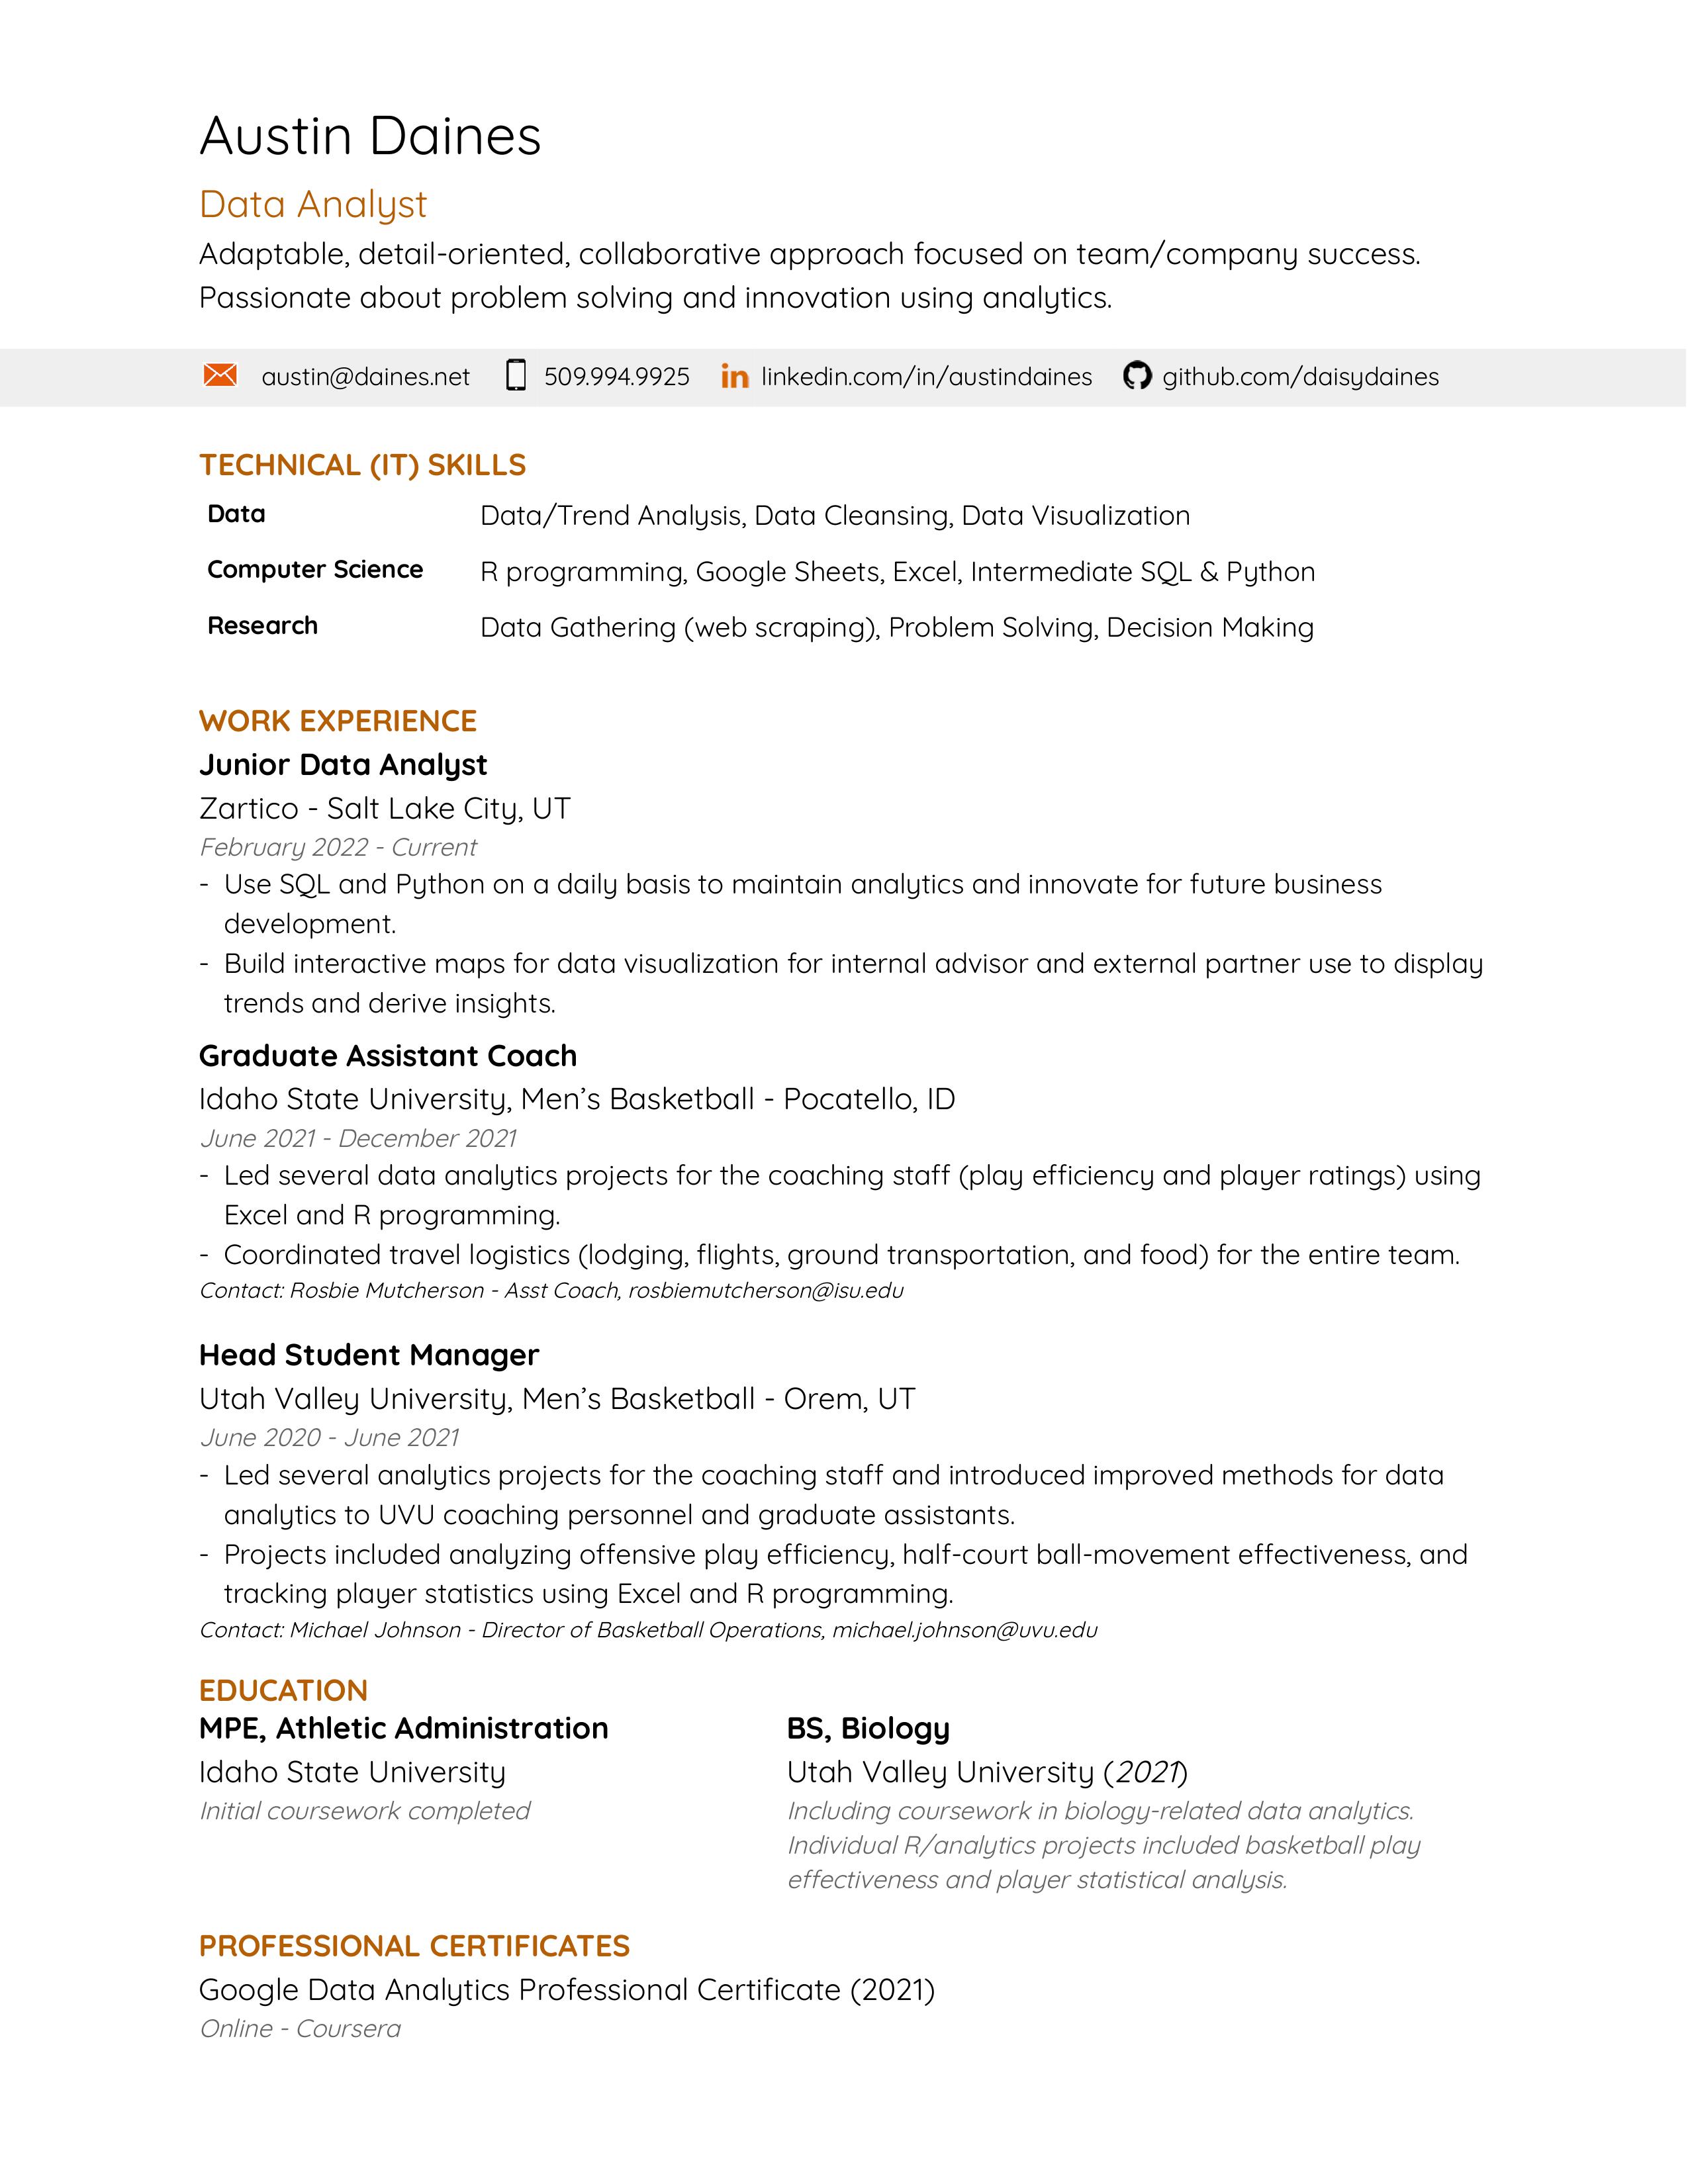 Austin Daines
Data Analyst
Adaptable, detail-oriented, collaborative approach focused on team/company success.
Passionate about problem solving and innovation using analytics.
austin@daines.net 509.994.9925 linkedin.com/in/austindaines github.com/daisydaines
TECHNICAL (IT) SKILLS
Data Data/Trend Analysis, Data Cleansing, Data Visualization
Computer Science R programming, Google Sheets, Excel, Intermediate SQL & Python
Research Data Gathering (web scraping), Problem Solving, Decision Making
WORK EXPERIENCE
Junior Data Analyst
Zartico - Salt Lake City, UT
February 2022 - Current
- Use SQL and Python on a daily basis to maintain analytics and innovate for future business
development.
- Build interactive maps for data visualization for internal advisor and external partner use to display
trends and derive insights.
Graduate Assistant Coach
Idaho State University, Men’s Basketball - Pocatello, ID
June 2021 - December 2021
- Led several data analytics projects for the coaching staff (play efficiency and player ratings) using
Excel and R programming.
- Coordinated travel logistics (lodging, flights, ground transportation, and food) for the entire team.
Contact: Rosbie Mutcherson - Asst Coach, rosbiemutcherson@isu.edu
Head Student Manager
Utah Valley University, Men’s Basketball - Orem, UT
June 2020 - June 2021
- Led several analytics projects for the coaching staff and introduced improved methods for data
analytics to UVU coaching personnel and graduate assistants.
- Projects included analyzing offensive play efficiency, half-court ball-movement effectiveness, and
tracking player statistics using Excel and R programming.
Contact: Michael Johnson - Director of Basketball Operations, michael.johnson@uvu.edu
EDUCATION
MPE, Athletic Administration
Idaho State University
Initial coursework completed
BS, Biology
Utah Valley University (2021)
Including coursework in biology-related data analytics.
Individual R/analytics projects included basketball play
effectiveness and player statistical analysis.
PROFESSIONAL CERTIFICATES
Google Data Analytics Professional Certificate (2021)
Online - Coursera